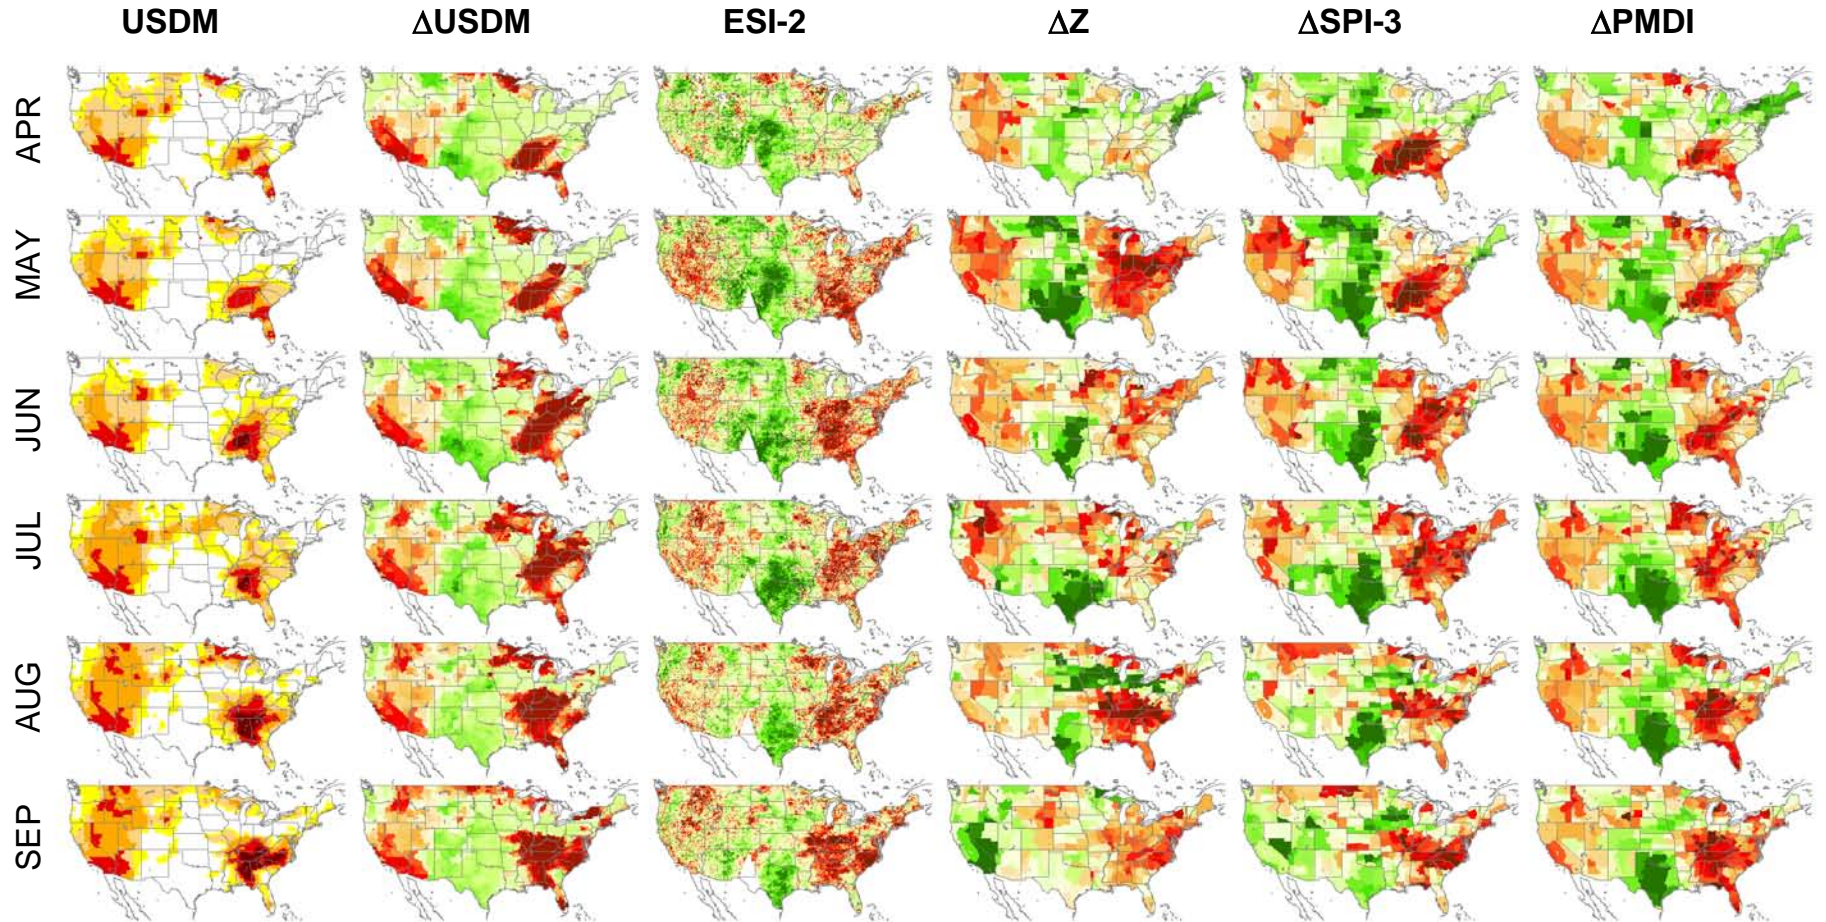 USDM ΔUSDM ESI-2 ΔZ ΔSPI-3 ΔPMDI
APR
MAY
JUN
JUL
AUG
SEP